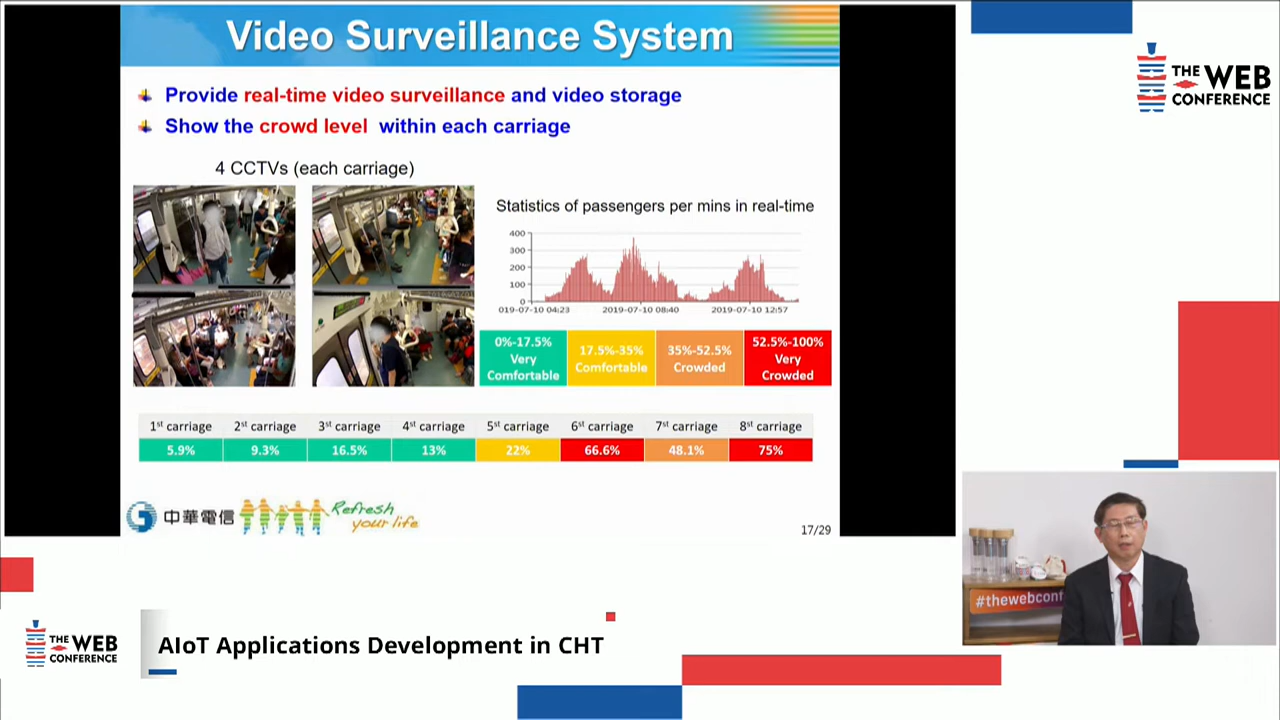 Video Surveillance System
Provide real-time video surveillance and video storage
Show the crowd level within each carriage
4 CCTVs (each carriage)
Statistics of passengers per mins in real-time
400
300
200
100
0
019-07-10 04:23 2019-07-10 08:40 2019-07-10 12:57
0%-17.5% Very Comfortable
17.5%-35% Comfortable
35%-52.5% Crowded
52.5%-100% Very Crowded
1st carriage 2st carriage 3st carriage 4st carriage 5st carriage 6st carriage 7st carriage 8st carriage
5.9% 9.3% 16.5% 13% 22% 66.6% 48.1% 75%
中華電信
Refresh
your life
17/29
THE WEB
CONFERENCE
#thewebconf
THE WEB
CONFERENCE
AIoT Applications Development in CHT